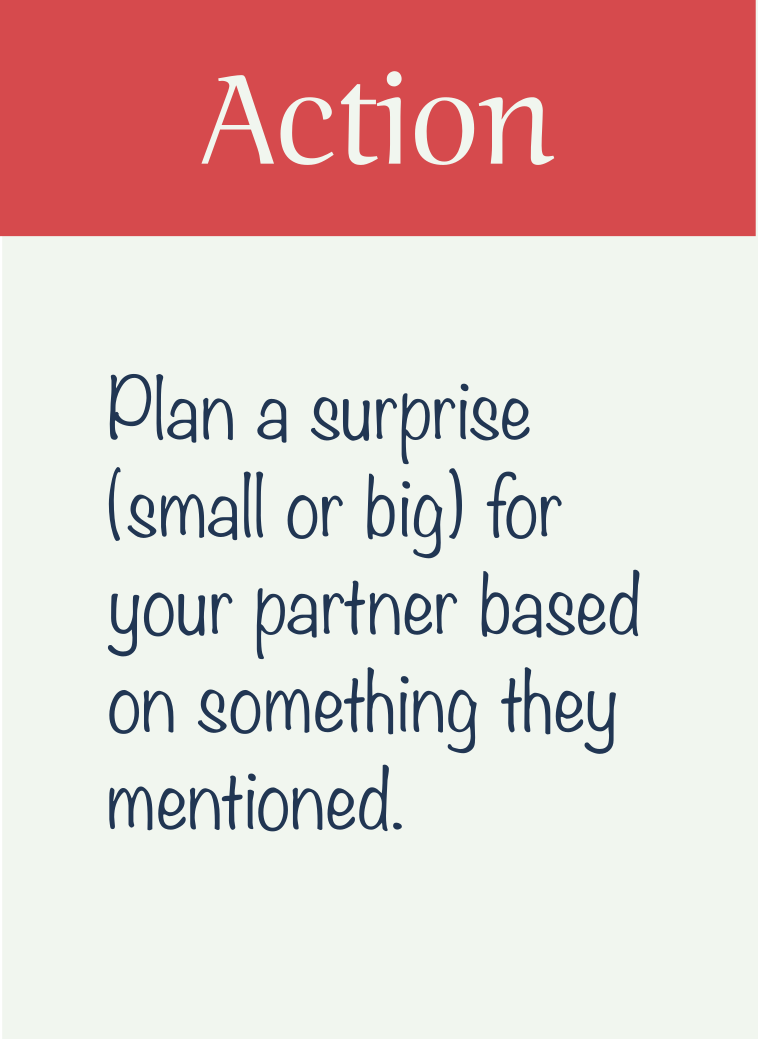 Action
Plan a surprise
(small or big) for
your partner based
on something they
mentioned.